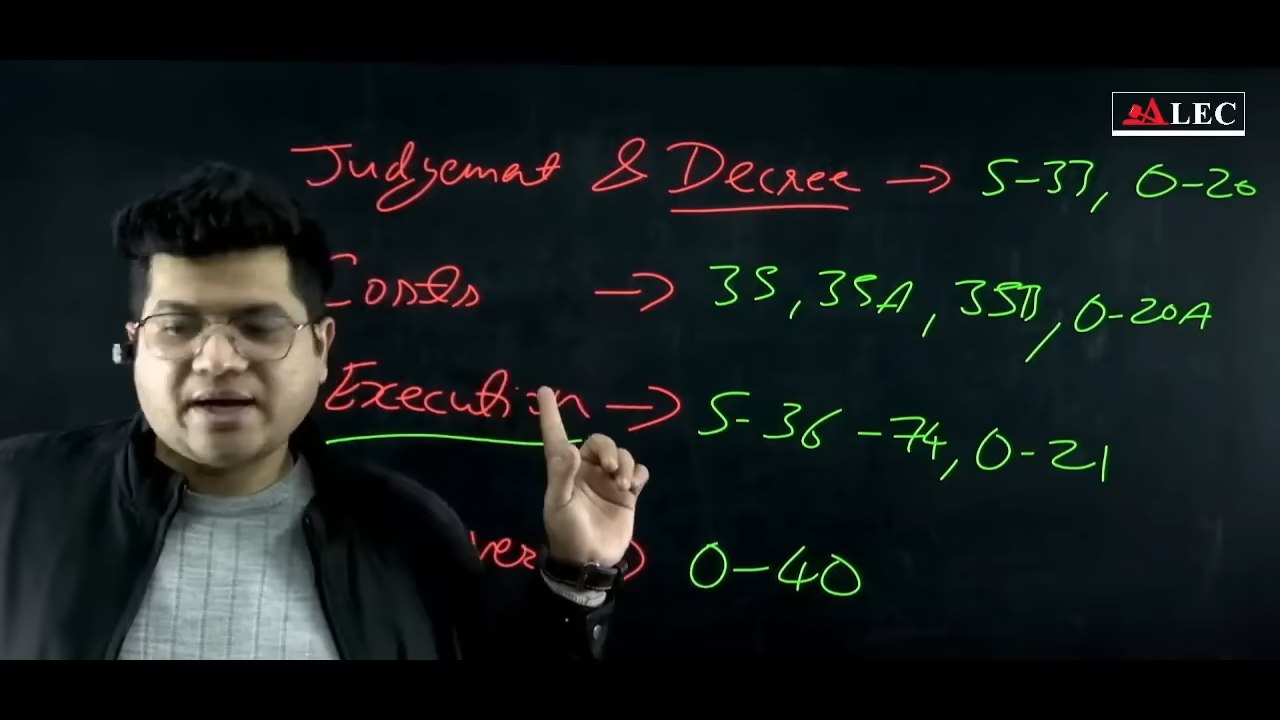 ALEC
Judgement & Decree → S-33, O-20
Costs → 35, 35A, 35B, O-20A
Execution → S-36-74, O-21
O-40